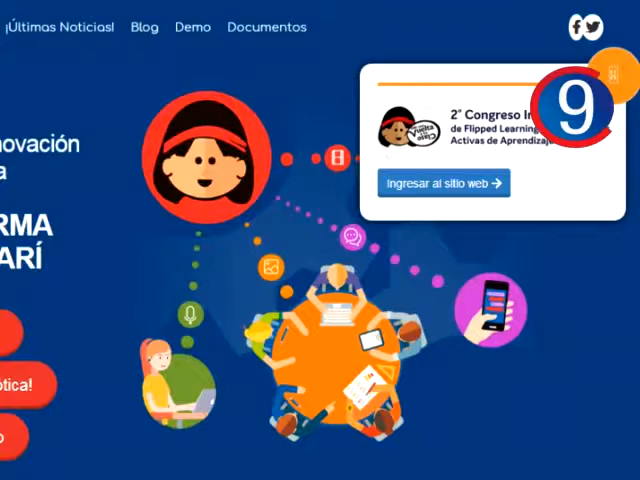 ¡Últimas Noticias!
Blog
Demo
Documentos
novación
a
RMA
ARÍ
tica!
o
2° Congreso In
de Flipped Learning
Activas de Aprendizaje
Ingresar al sitio web →
9